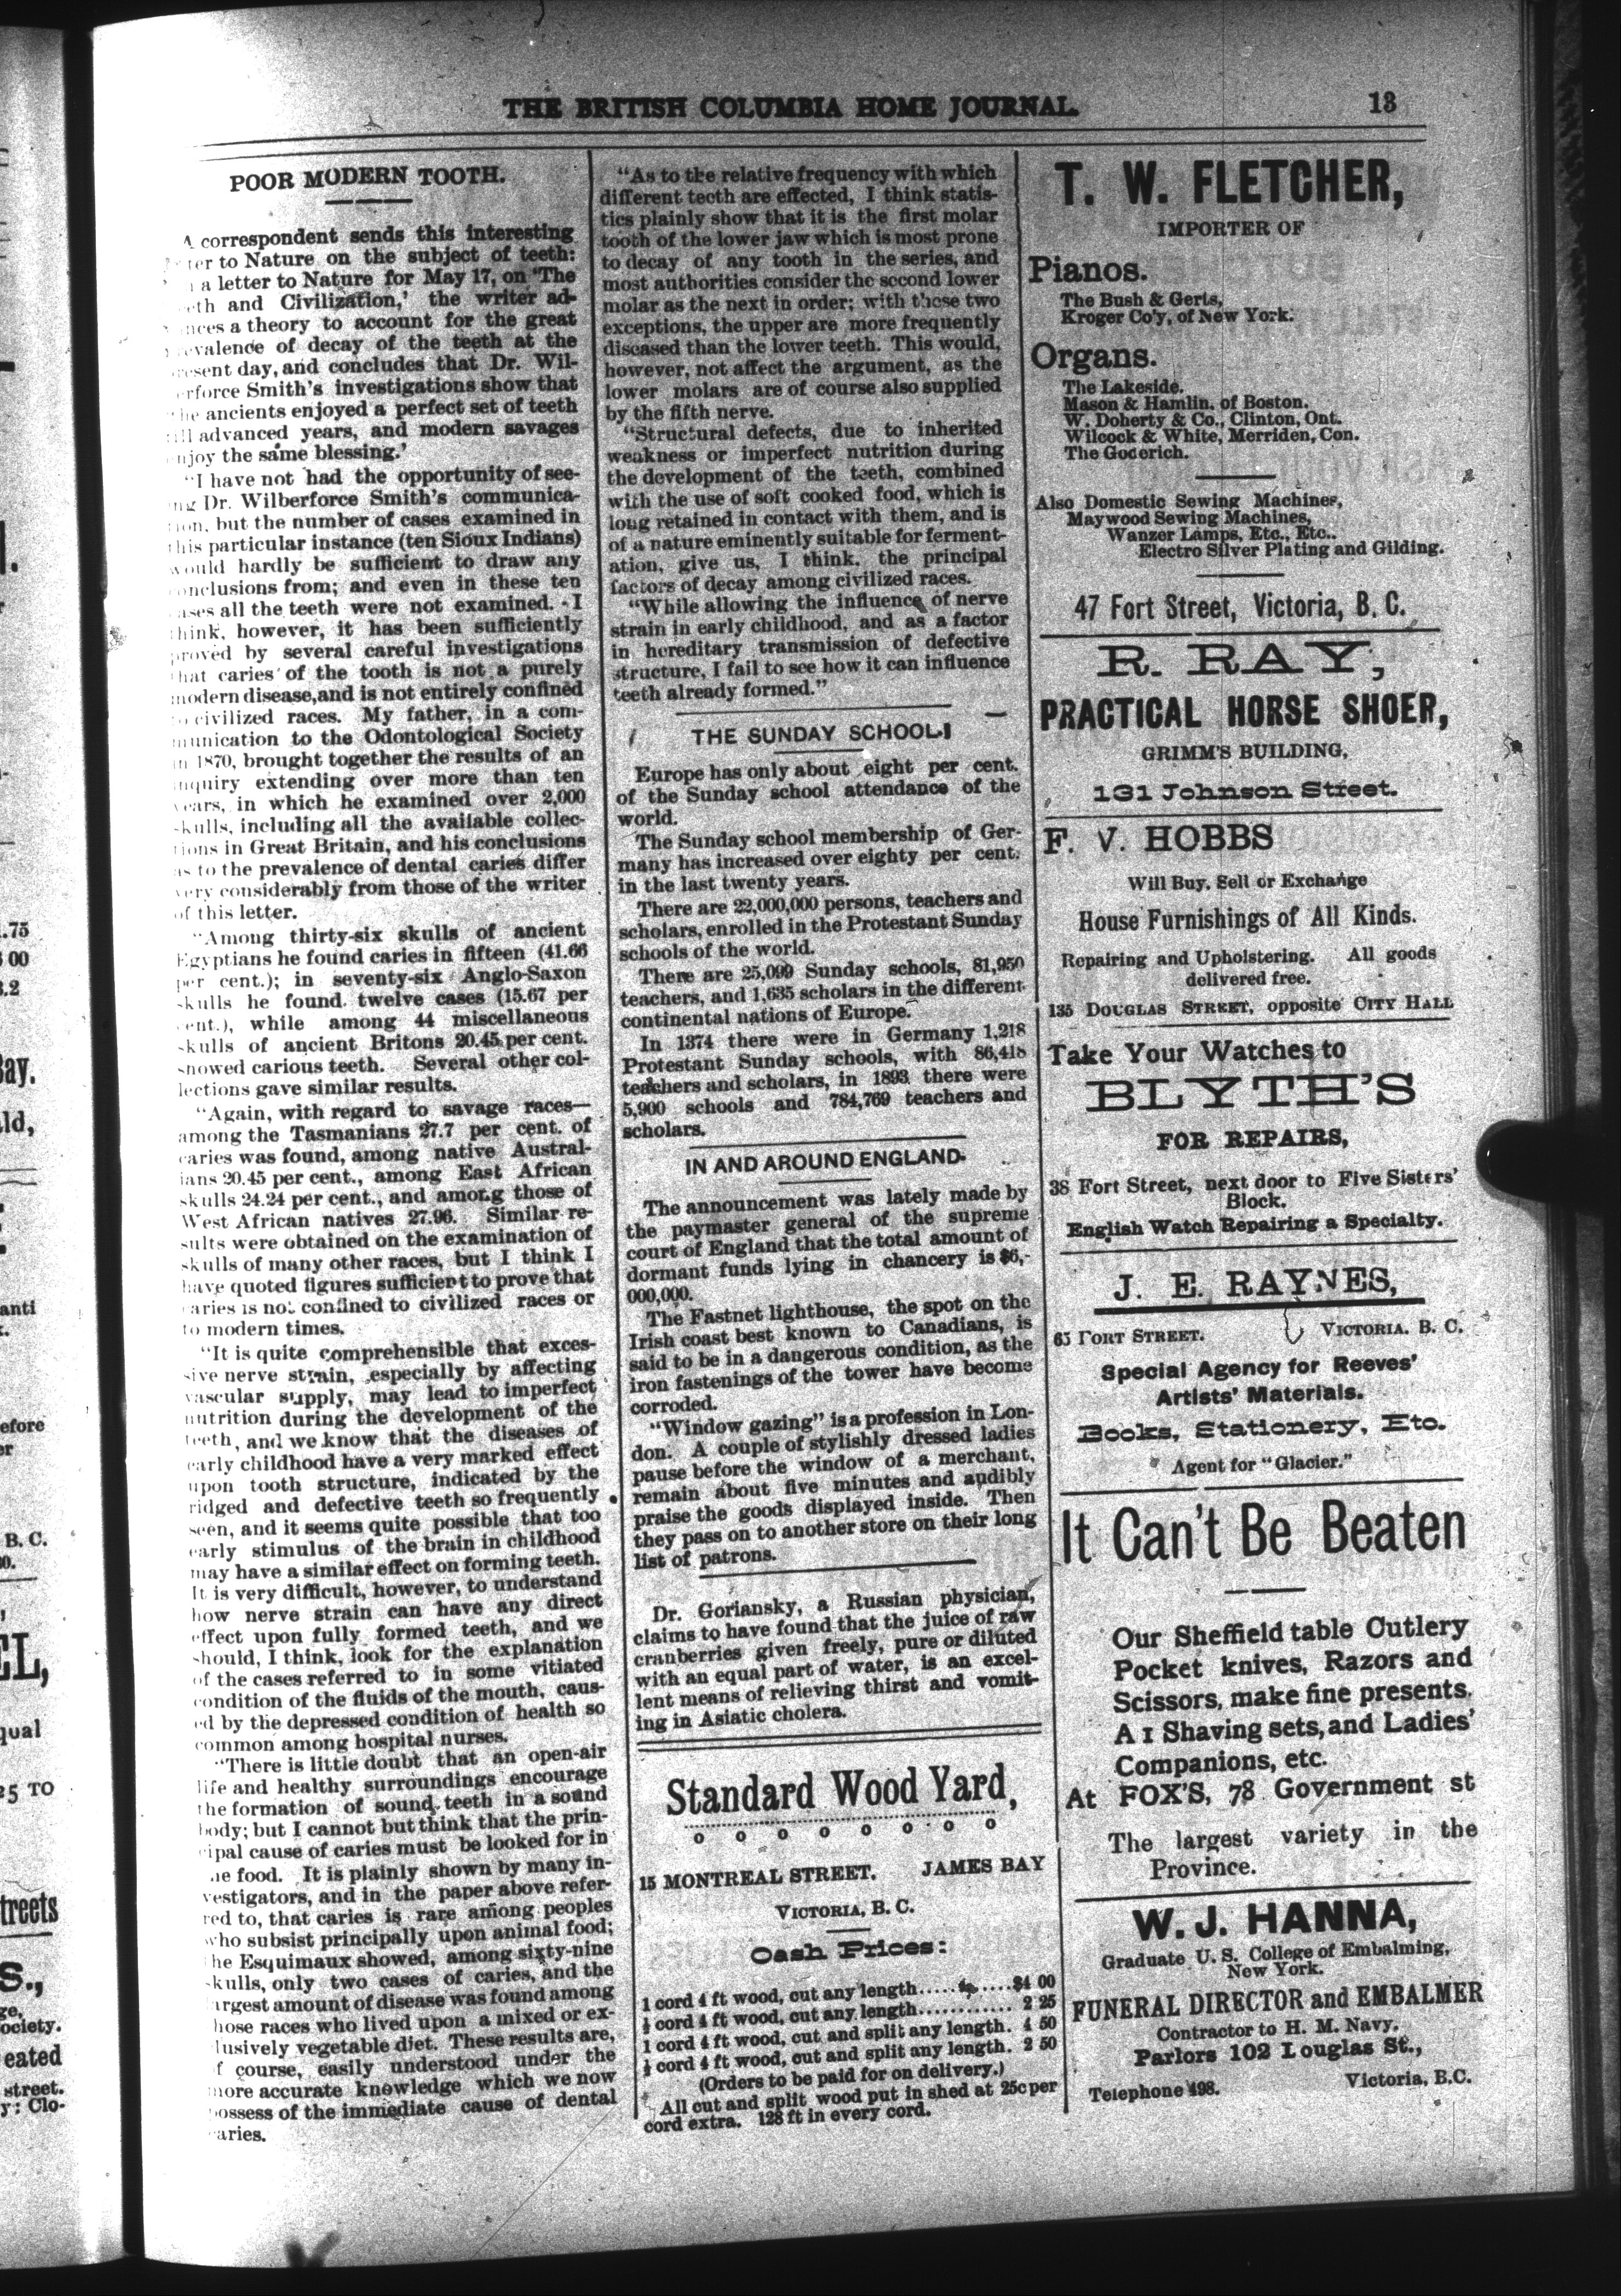 THE BRITISH COLUMBIA HOME JOURNAL.
13
POOR MODERN TOOTH.
A correspondent sends this interesting
to Nature on the subject of teeth:
a letter to Nature for May 17, on 'The
and Civilization,' the writer ad-
a theory to account for the great
of decay of the teeth at the
day, and concludes that Dr. Wil-
Smith's investigations show that
ancients enjoyed a perfect set of teeth
advanced years, and modern savages
the same blessing.'
"I have not had the opportunity of see-
Dr. Wilberforce Smith's communica-
but the number of cases examined in
this particular instance (ten Sioux Indians)
would hardly be sufficient to draw any
conclusions from; and even in these ten
all the teeth were not examined. I
think, however, it has been sufficiently
proved by several careful investigations
that caries of the tooth is not a purely
modern disease, and is not entirely confined
civilized races. My father, in a com-
munication to the Odontological Society
in 1870, brought together the results of an
inquiry extending over more than ten
years, in which he examined over 2,000
skulls, including all the available collec-
tions in Great Britain, and his conclusions
as to the prevalence of dental caries differ
very considerably from those of the writer
of this letter.
"Among thirty-six skulls of ancient
Egyptians he found caries in fifteen (41.66
per cent.); in seventy-six Anglo-Saxon
skulls he found twelve cases (15.67 per
cent.), while among 44 miscellaneous
skulls of ancient Britons 20.45 per cent.
snowed carious teeth. Several other col-
lections gave similar results.
"Again, with regard to savage races—
among the Tasmanians 27.7 per cent. of
caries was found, among native Austral-
ians 20.45 per cent., among East African
skulls 24.24 per cent., and among those of
West African natives 27.96. Similar re-
sults were obtained on the examination of
skulls of many other races, but I think I
have quoted figures sufficient to prove that
caries is not confined to civilized races or
to modern times.
"It is quite comprehensible that exces-
sive nerve strain, especially by affecting
vascular supply, may lead to imperfect
nutrition during the development of the
teeth, and we know that the diseases of
early childhood have a very marked effect
upon tooth structure, indicated by the
ridged and defective teeth so frequently
seen, and it seems quite possible that too
early stimulus of the brain in childhood
may have a similar effect on forming teeth.
It is very difficult, however, to understand
how nerve strain can have any direct
effect upon fully formed teeth, and we
should, I think, look for the explanation
of the cases referred to in some vitiated
condition of the fluids of the mouth, caus-
ed by the depressed condition of health so
common among hospital nurses.
"There is little doubt that an open-air
life and healthy surroundings encourage
the formation of sound teeth in a sound
body; but I cannot but think that the prin-
cipal cause of caries must be looked for in
food. It is plainly shown by many in-
vestigators, and in the paper above refer-
red to, that caries is rare among peoples
who subsist principally upon animal food;
the Esquimaux showed, among sixty-nine
skulls, only two cases of caries, and the
largest amount of disease was found among
those races who lived upon a mixed or ex-
clusively vegetable diet. These results are,
of course, easily understood under the
more accurate knowledge which we now
possess of the immediate cause of dental
caries.
"As to the relative frequency with which
different teeth are effected, I think statis-
tics plainly show that it is the first molar
tooth of the lower jaw which is most prone
to decay of any tooth in the series, and
most authorities consider the second lower
molar as the next in order; with these two
exceptions, the upper are more frequently
diseased than the lower teeth. This would,
however, not affect the argument, as the
lower molars are of course also supplied
by the fifth nerve.
"Structural defects, due to inherited
weakness or imperfect nutrition during
the development of the teeth, combined
with the use of soft cooked food, which is
long retained in contact with them, and is
of a nature eminently suitable for ferment-
ation, give us, I think, the principal
factors of decay among civilized races.
"While allowing the influence of nerve
strain in early childhood, and as a factor
in hereditary transmission of defective
structure, I fail to see how it can influence
teeth already formed."
THE SUNDAY SCHOOL.
Europe has only about eight per cent.
of the Sunday school attendance of the
world.
The Sunday school membership of Ger-
many has increased over eighty per cent.
in the last twenty years.
There are 22,000,000 persons, teachers and
scholars, enrolled in the Protestant Sunday
schools of the world.
There are 25,099 Sunday schools, 81,950
teachers, and 1,635 scholars in the different
continental nations of Europe.
In 1374 there were in Germany 1,218
Protestant Sunday schools, with 86,418
teachers and scholars, in 1893 there were
5,900 schools and 784,769 teachers and
scholars.
IN AND AROUND ENGLAND.
The announcement was lately made by
the paymaster general of the supreme
court of England that the total amount of
dormant funds lying in chancery is $6,-
000,000.
The Fastnet lighthouse, the spot on the
Irish coast best known to Canadians, is
said to be in a dangerous condition, as the
iron fastenings of the tower have become
corroded.
"Window gazing" is a profession in Lon-
don. A couple of stylishly dressed ladies
pause before the window of a merchant,
remain about five minutes and audibly
praise the goods displayed inside. Then
they pass on to another store on their long
list of patrons.
Dr. Goriansky, a Russian physician,
claims to have found that the juice of raw
cranberries given freely, pure or diluted
with an equal part of water, is an excel-
lent means of relieving thirst and vomit-
ing in Asiatic cholera.
Standard Wood Yard,
15 MONTREAL STREET, JAMES BAY
VICTORIA, B. C.
Cash Prices:
1 cord 4 ft wood, cut any length..........$4 00
½ cord 4 ft wood, cut any length............ 2 25
1 cord 4 ft wood, cut and split any length. 4 50
½ cord 4 ft wood, cut and split any length. 2 50
(Orders to be paid for on delivery.)
All cut and split wood put in shed at 25c per
cord extra. 128 ft in every cord.
T. W. FLETCHER,
IMPORTER OF
Pianos.
The Bush & Gerts,
Kroger Co'y, of New York.
Organs.
The Lakeside.
Mason & Hamlin, of Boston.
W. Doherty & Co., Clinton, Ont.
Wilcock & White, Merriden, Con.
The Goderich.
Also Domestic Sewing Machines,
Maywood Sewing Machines,
Wanzer Lamps, Etc., Etc..
Electro Silver Plating and Gilding.
47 Fort Street, Victoria, B. C.
R. RAY,
PRACTICAL HORSE SHOER,
GRIMM'S BUILDING,
131 Johnson Street.
F. V. HOBBS
Will Buy, Sell or Exchange
House Furnishings of All Kinds.
Repairing and Upholstering. All goods
delivered free.
135 DOUGLAS STREET, opposite CITY HALL
Take Your Watches to
BLYTH'S
FOR REPAIRS,
38 Fort Street, next door to Five Sisters'
Block.
English Watch Repairing a Specialty.
J. E. RAYNES,
65 FORT STREET. VICTORIA. B. C.
Special Agency for Reeves'
Artists' Materials.
Books, Stationery, Etc.
Agent for "Glacier."
It Can't Be Beaten
Our Sheffield table Cutlery
Pocket knives, Razors and
Scissors, make fine presents.
A 1 Shaving sets, and Ladies'
Companions, etc.
At FOX'S, 78 Government st
The largest variety in the
Province.
W. J. HANNA,
Graduate U. S. College of Embalming,
New York.
FUNERAL DIRECTOR and EMBALMER
Contractor to H. M. Navy.
Parlors 102 Douglas St.,
Telephone 498. Victoria, B.C.